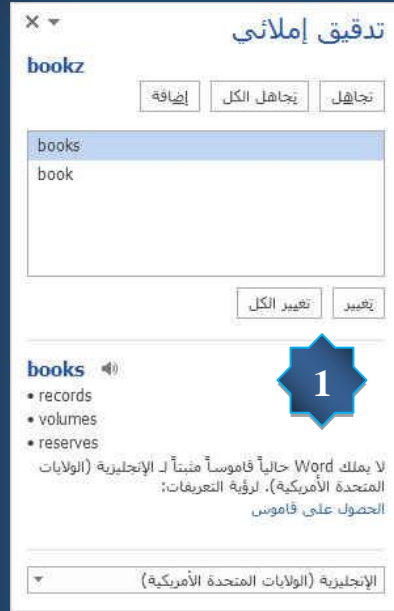 تدقيق إملائي
bookz
تجاهل تجاهل الكل إضافة
books
book
تغيير تغيير الكل
books
1
• records
• volumes
• reserves
لا يملك Word حالياً قاموساً مثبتاً لـ الإنجليزية (الولايات
المتحدة الأمريكية). لرؤية التعريفات:
الحصول على قاموس
الإنجليزية (الولايات المتحدة الأمريكية)